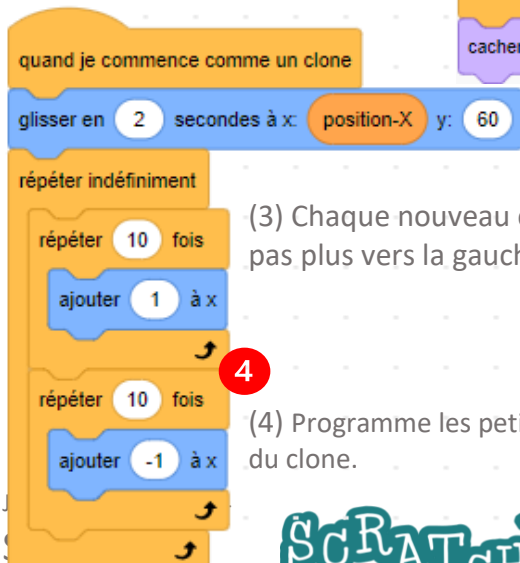 quand je commence comme un clone
cacher
glisser en 2 secondes à x: position-X y: 60
répéter indéfiniment
répéter 10 fois
ajouter 1 à x
répéter 10 fois
ajouter -1 à x
(3) Chaque nouveau
pas plus vers la
4
(4) Programme les
du clone.
SCRATCH